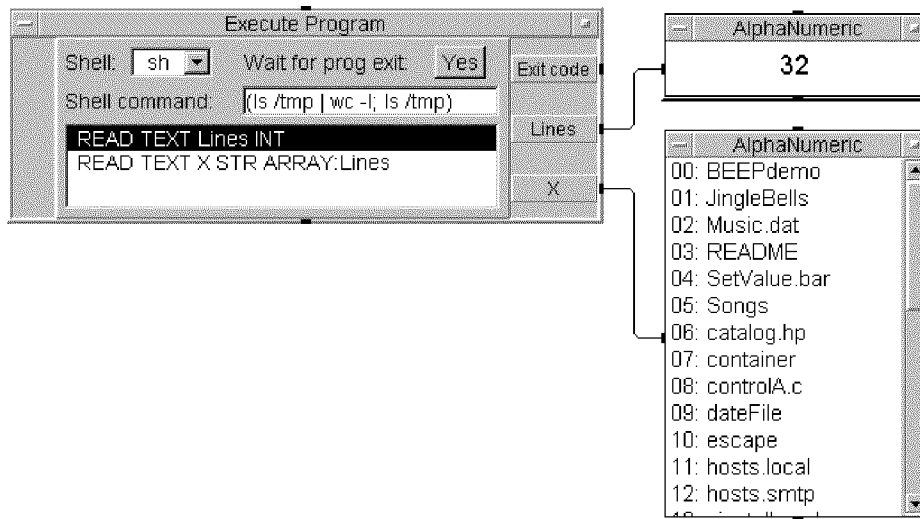 Execute Program
Shell: sh Wait for prog exit: Yes
Shell command: (ls /tmp | wc -l; ls /tmp)
READ TEXT Lines INT
READ TEXT X STR ARRAY:Lines
Exit code
Lines
X
AlphaNumeric
32
AlphaNumeric
00: BEEPdemo
01: JingleBells
02: Music.dat
03: README
04: SetValue.bar
05: Songs
06: catalog.hp
07: container
08: controlA.c
09: dateFile
10: escape
11: hosts.local
12: hosts.smtp